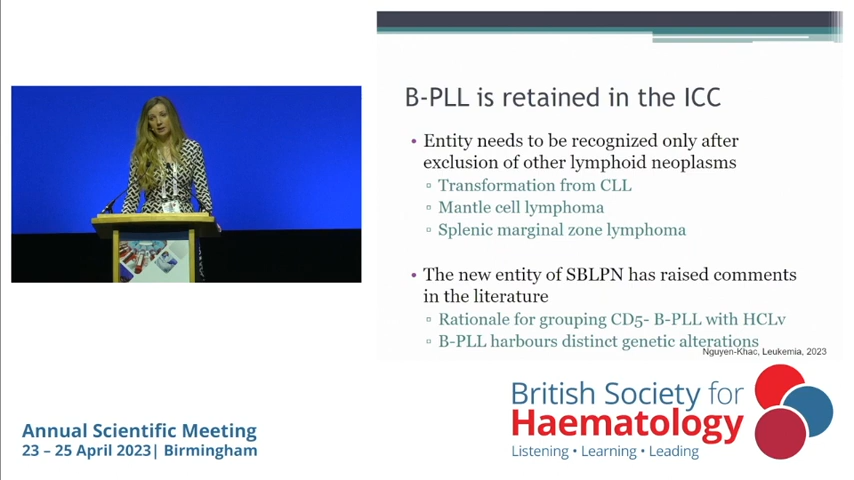 B-PLL is retained in the ICC
• Entity needs to be recognized only after
exclusion of other lymphoid neoplasms
▫ Transformation from CLL
▫ Mantle cell lymphoma
▫ Splenic marginal zone lymphoma
• The new entity of SBLPN has raised comments
in the literature
▫ Rationale for grouping CD5- B-PLL with HCLv
▫ B-PLL harbours distinct genetic alterations
Nguyen-Khac, Leukemia, 2023
Annual Scientific Meeting
23 – 25 April 2023| Birmingham
British Society for
Haematology
Listening • Learning • Leading